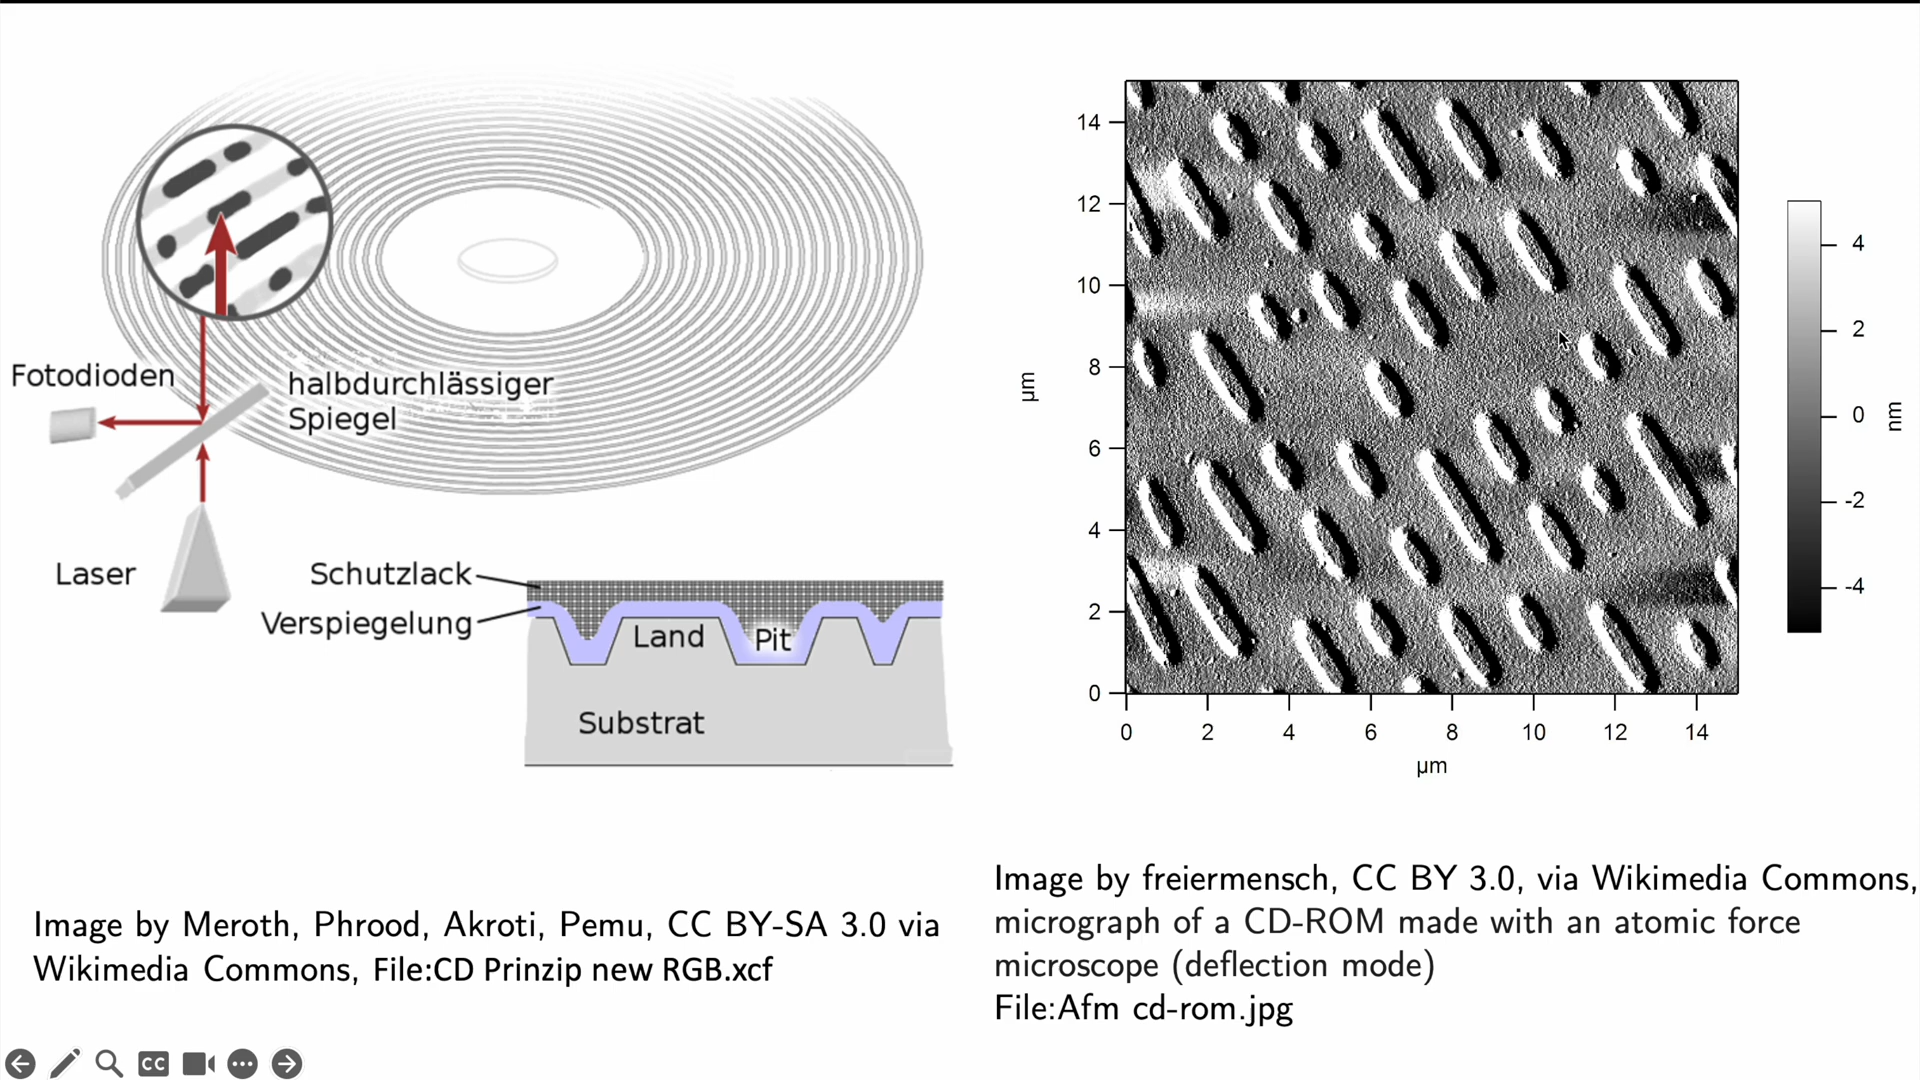 Fotodioden
halbdurchlässiger
Spiegel
Laser
Schutzlack
Verspiegelung
Land
Pit
Substrat
Image by Meroth, Phrood, Akroti, Pemu, CC BY-SA 3.0 via
Wikimedia Commons, File:CD Prinzip new RGB.xcf
14
12
10
8
6
4
2
0
µm
0 2 4 6 8 10 12 14
µm
4
2
0
-2
-4
nm
Image by freiermensch, CC BY 3.0, via Wikimedia Commons,
micrograph of a CD-ROM made with an atomic force
microscope (deflection mode)
File:Afm cd-rom.jpg
CC